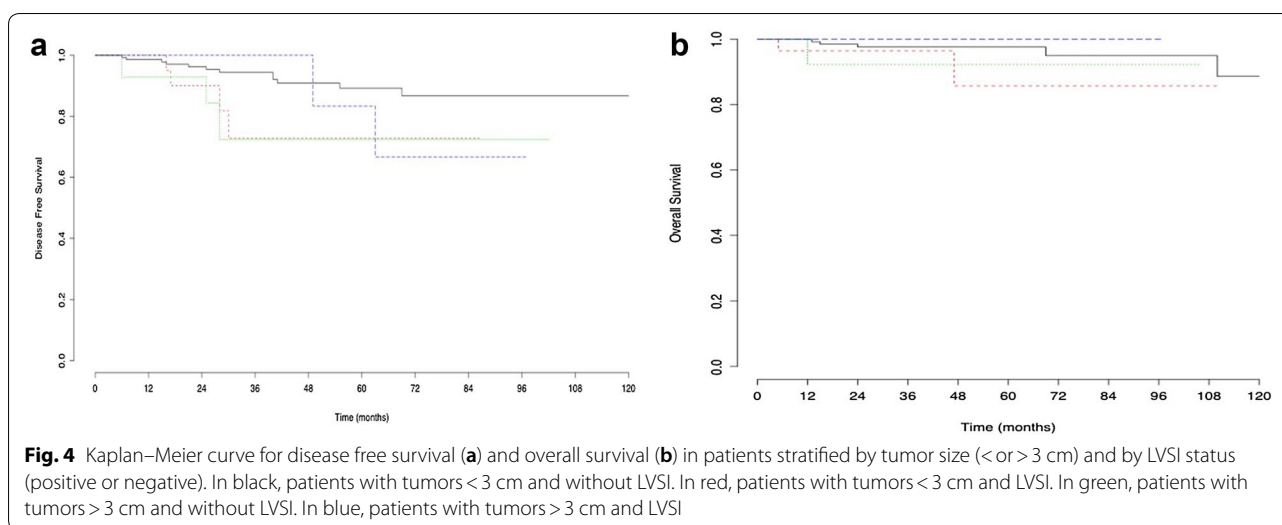 a
1.0
0.8
0.6
0.4
0.2
0.0
Disease Free Survival
0 12 24 36 48 60 72 84 96 108 120
Time (months)
b
1.0
0.8
0.6
0.4
0.2
0.0
Overall Survival
0 12 24 36 48 60 72 84 96 108 120
Time (months)
Fig. 4 Kaplan–Meier curve for disease free survival (a) and overall survival (b) in patients stratified by tumor size (< or > 3 cm) and by LVSI status
(positive or negative). In black, patients with tumors < 3 cm and without LVSI. In red, patients with tumors < 3 cm and LVSI. In green, patients with
tumors > 3 cm and without LVSI. In blue, patients with tumors > 3 cm and LVSI